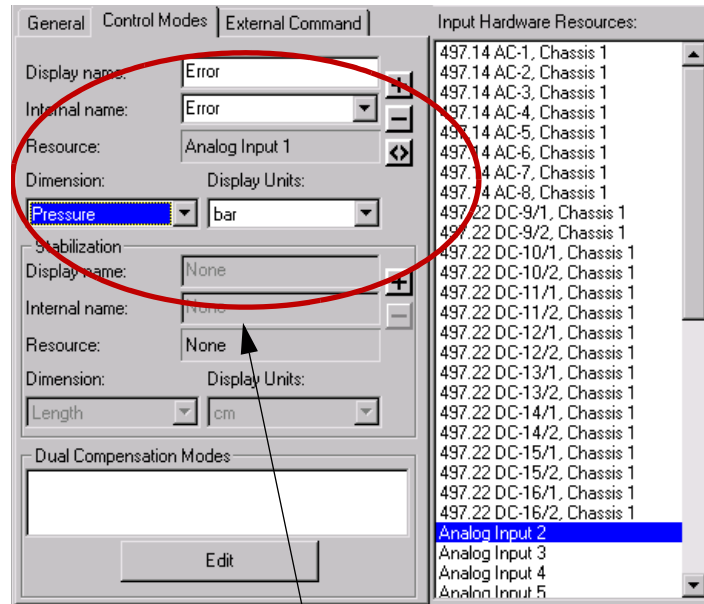 General Control Modes External Command
Display name: Error
Internal name: Error
Resource: Analog Input 1
Dimension: Display Units:
Pressure bar
Stabilization
Display name: None
Internal name: None
Resource: None
Dimension: Display Units:
Length cm
Dual Compensation Modes
Edit
Input Hardware Resources:
497.14 AC-1, Chassis 1
497.14 AC-2, Chassis 1
497.14 AC-3, Chassis 1
497.14 AC-4, Chassis 1
497.14 AC-5, Chassis 1
497.14 AC-6, Chassis 1
497.14 AC-7, Chassis 1
497.14 AC-8, Chassis 1
497.22 DC-9/1, Chassis 1
497.22 DC-9/2, Chassis 1
497.22 DC-10/1, Chassis 1
497.22 DC-10/2, Chassis 1
497.22 DC-11/1, Chassis 1
497.22 DC-11/2, Chassis 1
497.22 DC-12/1, Chassis 1
497.22 DC-12/2, Chassis 1
497.22 DC-13/1, Chassis 1
497.22 DC-13/2, Chassis 1
497.22 DC-14/1, Chassis 1
497.22 DC-14/2, Chassis 1
497.22 DC-15/1, Chassis 1
497.22 DC-15/2, Chassis 1
497.22 DC-16/1, Chassis 1
497.22 DC-16/2, Chassis 1
Analog Input 2
Analog Input 3
Analog Input 4
Analog Input 5